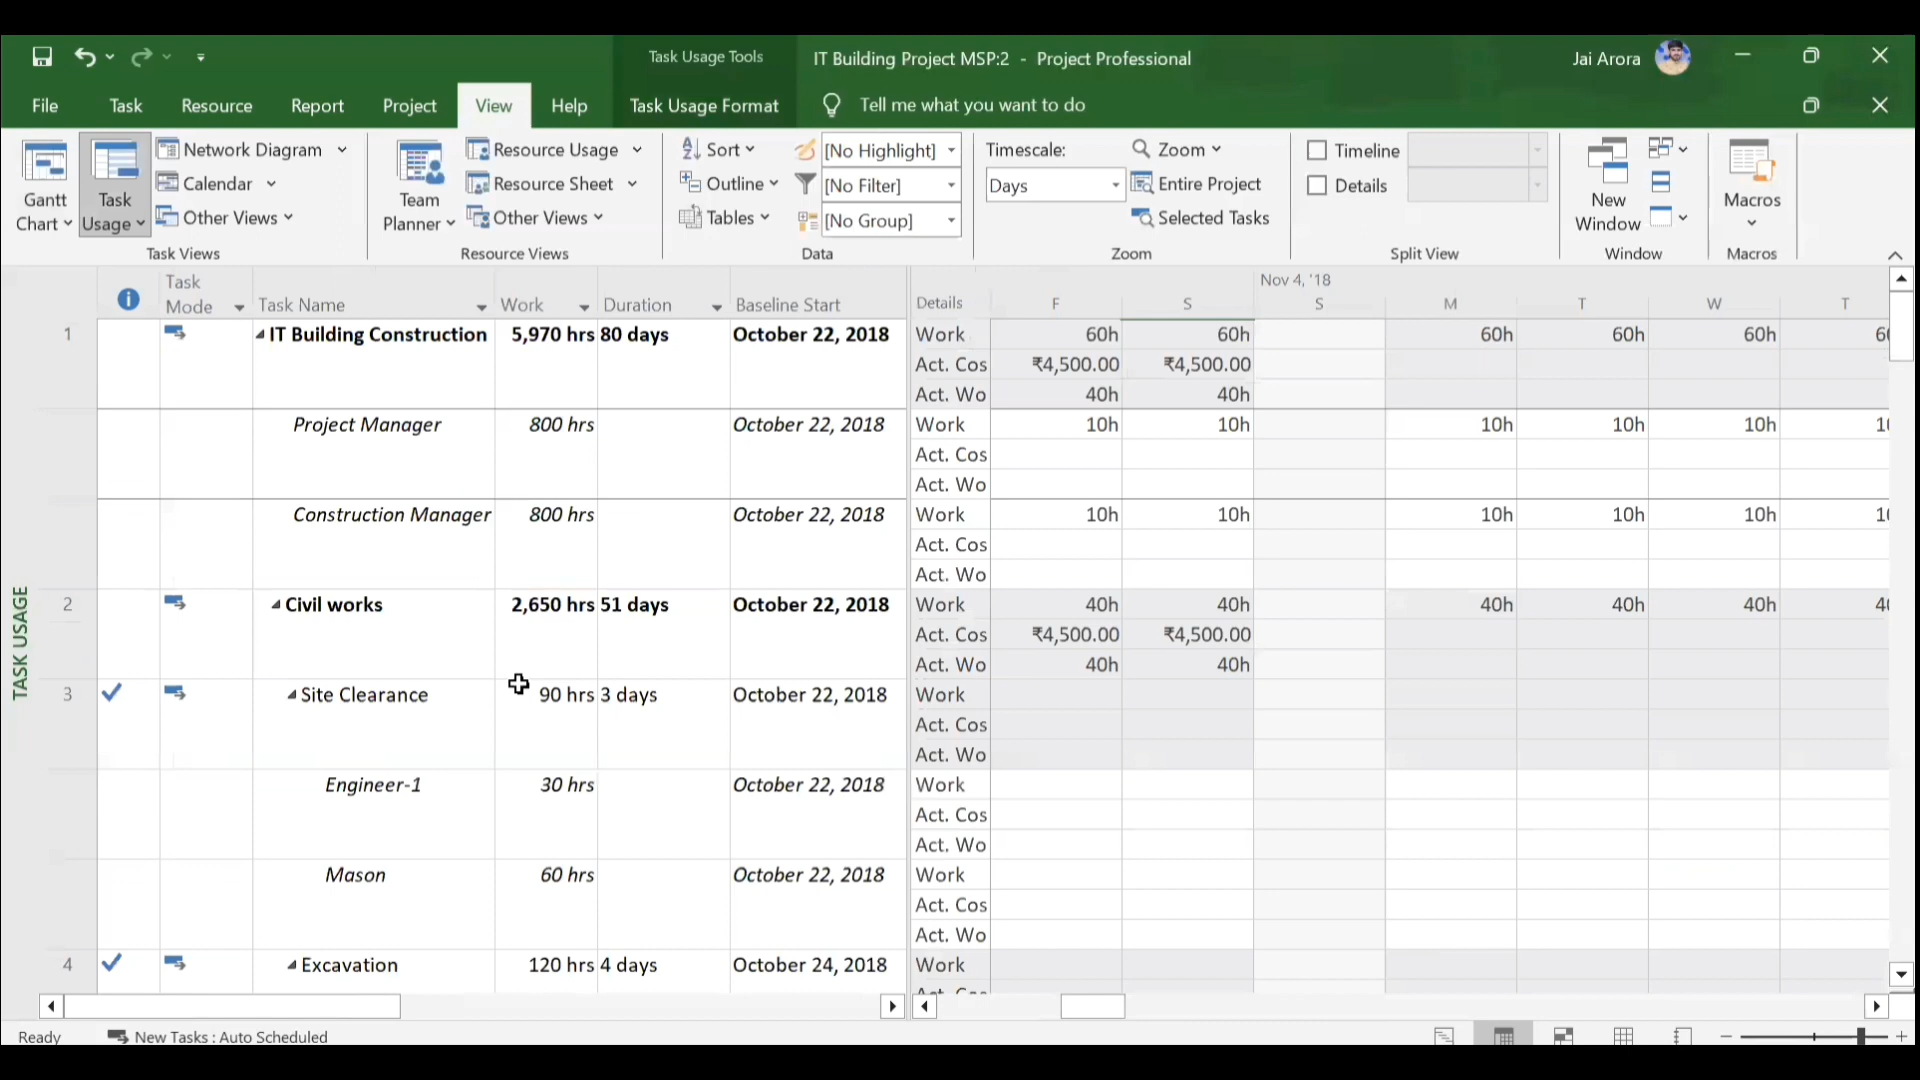 Task Usage Tools
IT Building Project MSP:2 - Project Professional
Jai Arora
File Task Resource Report Project View Help Task Usage Format Tell me what you want to do
Gantt Chart
Task Usage
Network Diagram
Calendar
Other Views
Task Views
Team Planner
Resource Usage
Resource Sheet
Other Views
Resource Views
Sort
Outline
Tables
[No Highlight]
[No Filter]
[No Group]
Data
Timescale:
Days
Zoom
Entire Project
Selected Tasks
Zoom
Timeline
Details
Split View
New Window
Window
Macros
Macros
Task Mode Task Name Work Duration Baseline Start Details F S Nov 4, '18 S M T W T
1 IT Building Construction 5,970 hrs 80 days October 22, 2018 Work 60h 60h 60h 60h 60h
Act. Cos ₹4,500.00 ₹4,500.00
Act. Wo 40h 40h
Project Manager 800 hrs October 22, 2018 Work 10h 10h 10h 10h 10h
Act. Cos
Act. Wo
Construction Manager 800 hrs October 22, 2018 Work 10h 10h 10h 10h 10h
Act. Cos
Act. Wo
2 Civil works 2,650 hrs 51 days October 22, 2018 Work 40h 40h 40h 40h 40h
Act. Cos ₹4,500.00 ₹4,500.00
Act. Wo 40h 40h
3 Site Clearance 90 hrs 3 days October 22, 2018 Work
Act. Cos
Act. Wo
Engineer-1 30 hrs October 22, 2018 Work
Act. Cos
Act. Wo
Mason 60 hrs October 22, 2018 Work
Act. Cos
Act. Wo
4 Excavation 120 hrs 4 days October 24, 2018 Work
TASK USAGE
Ready New Tasks : Auto Scheduled